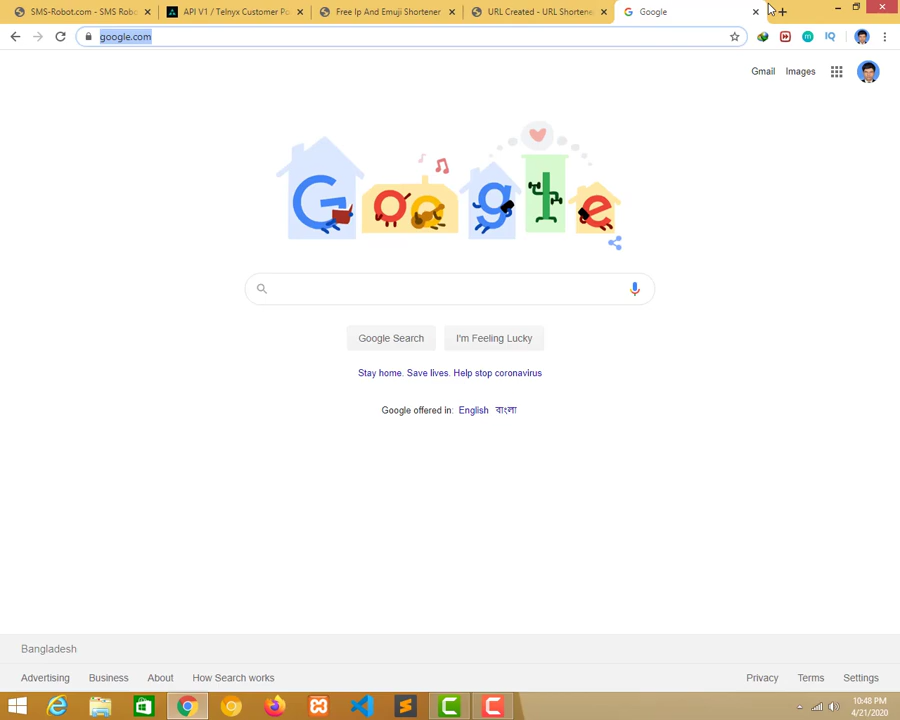 SMS-Robot.com - SMS Robo
API V1 / Telnyx Customer Po
Free Ip And Emuji Shortener
URL Created - URL Shortene
Google
google.com
Gmail Images
Google
Google Search I'm Feeling Lucky
Stay home. Save lives. Help stop coronavirus
Google offered in: English বাংলা
Bangladesh
Advertising Business About How Search works Privacy Terms Settings
10:48 PM
4/21/2020